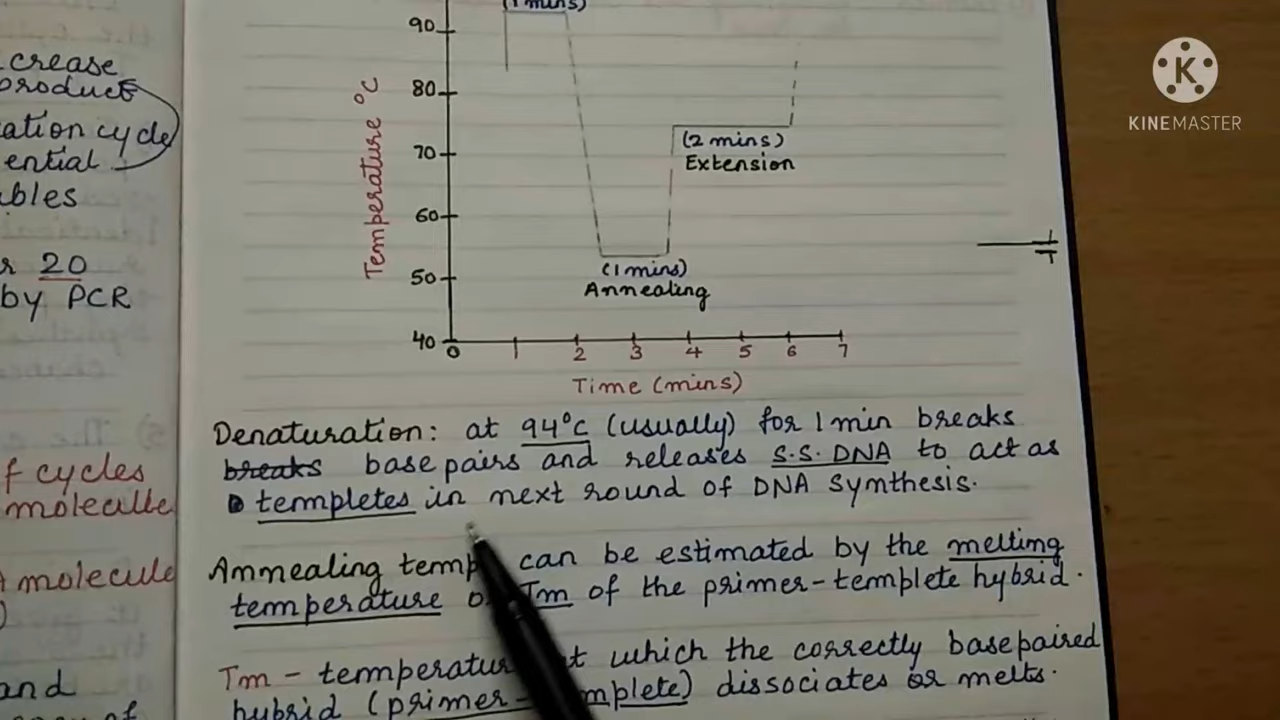 crease
product
ation cycle
ential
ables
r 20
by PCR
f cycles
molecule
molecule
and
(1 mins)
90
80
70
60
50
40
Temperature °C
(2 mins)
Extension
(1 mins)
Annealing
0 1 2 3 4 5 6 7
Time (mins)
Denaturation: at 94°C (usually) for 1 min breaks
breaks base pairs and releases S.S. DNA to act as
templetes in next round of DNA synthesis.
Annealing temp can be estimated by the melting
temperature Tm of the primer-templete hybrid.
Tm - temperature at which the correctly basepaired
hybrid (primer- dissociates or melts.
KINEMASTER